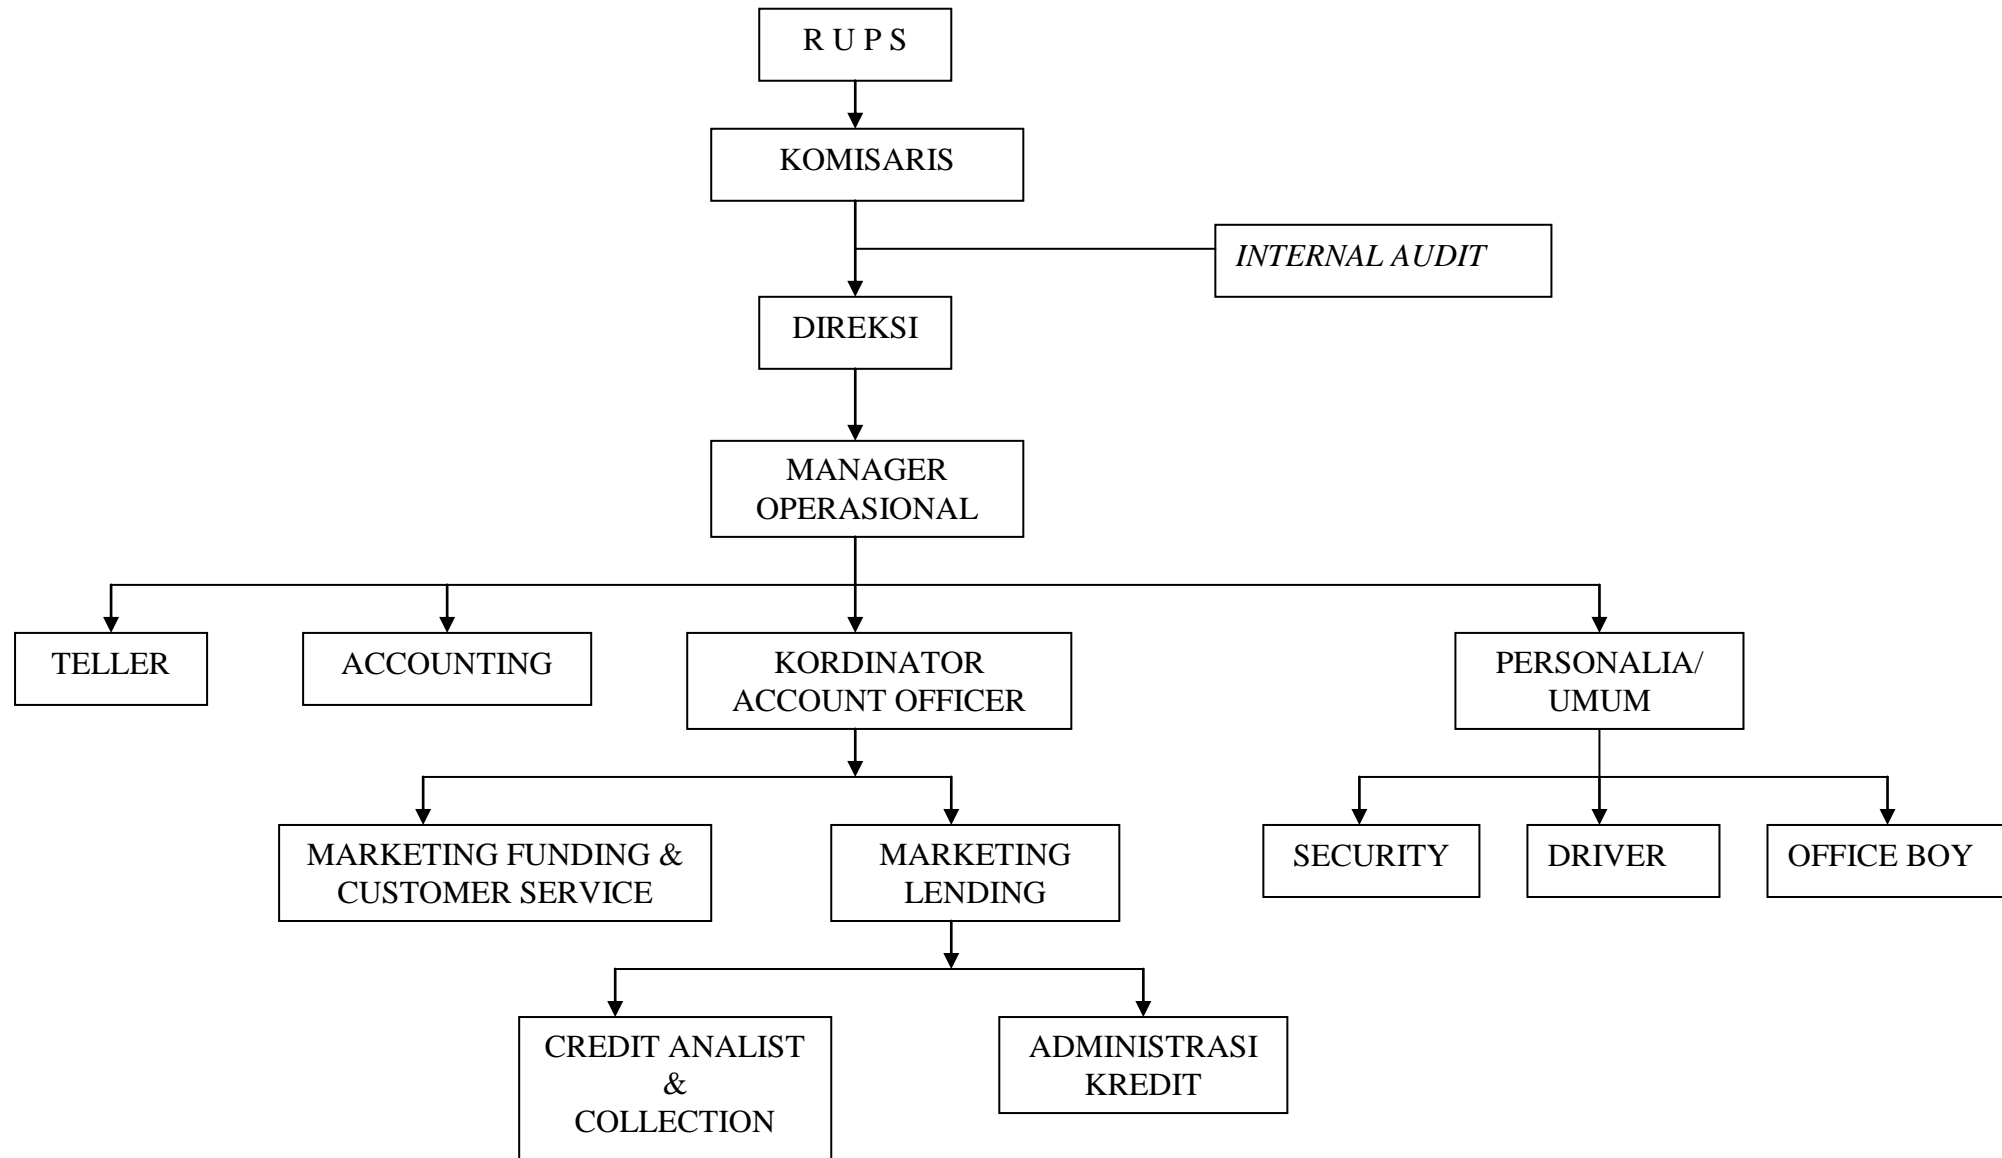 R U P S
KOMISARIS
INTERNAL AUDIT
DIREKSI
MANAGER
OPERASIONAL
TELLER
ACCOUNTING
KORDINATOR
ACCOUNT OFFICER
PERSONALIA/
UMUM
MARKETING FUNDING &
CUSTOMER SERVICE
MARKETING
LENDING
SECURITY
DRIVER
OFFICE BOY
CREDIT ANALIST
&
COLLECTION
ADMINISTRASI
KREDIT